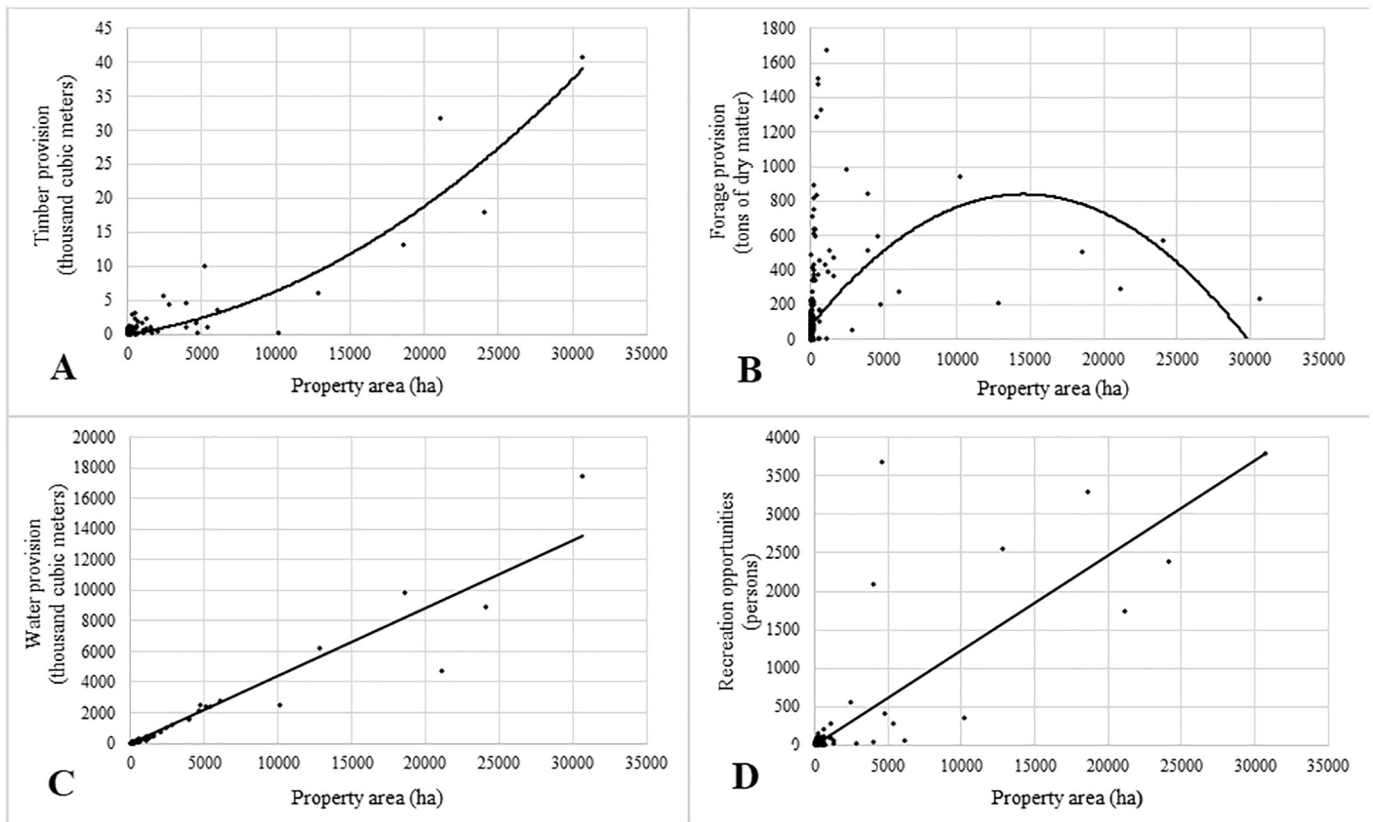 Timber provision
(thousand cubic meters)
45
40
35
30
25
20
15
10
5
0
0 5000 10000 15000 20000 25000 30000 35000
Property area (ha)
A
Forage provision
(tons of dry matter)
1800
1600
1400
1200
1000
800
600
400
200
0
0 5000 10000 15000 20000 25000 30000 35000
Property area (ha)
B
Water provision
(thousand cubic meters)
20000
18000
16000
14000
12000
10000
8000
6000
4000
2000
0
0 5000 10000 15000 20000 25000 30000 35000
Property area (ha)
C
Recreation opportunities
(persons)
4000
3500
3000
2500
2000
1500
1000
500
0
0 5000 10000 15000 20000 25000 30000 35000
Property area (ha)
D